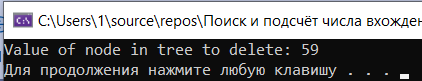 C:\Users\1\source\repos\Поиск и подсчёт числа вхожден
Value of node in tree to delete: 59
Для продолжения нажмите любую клавишу . . .